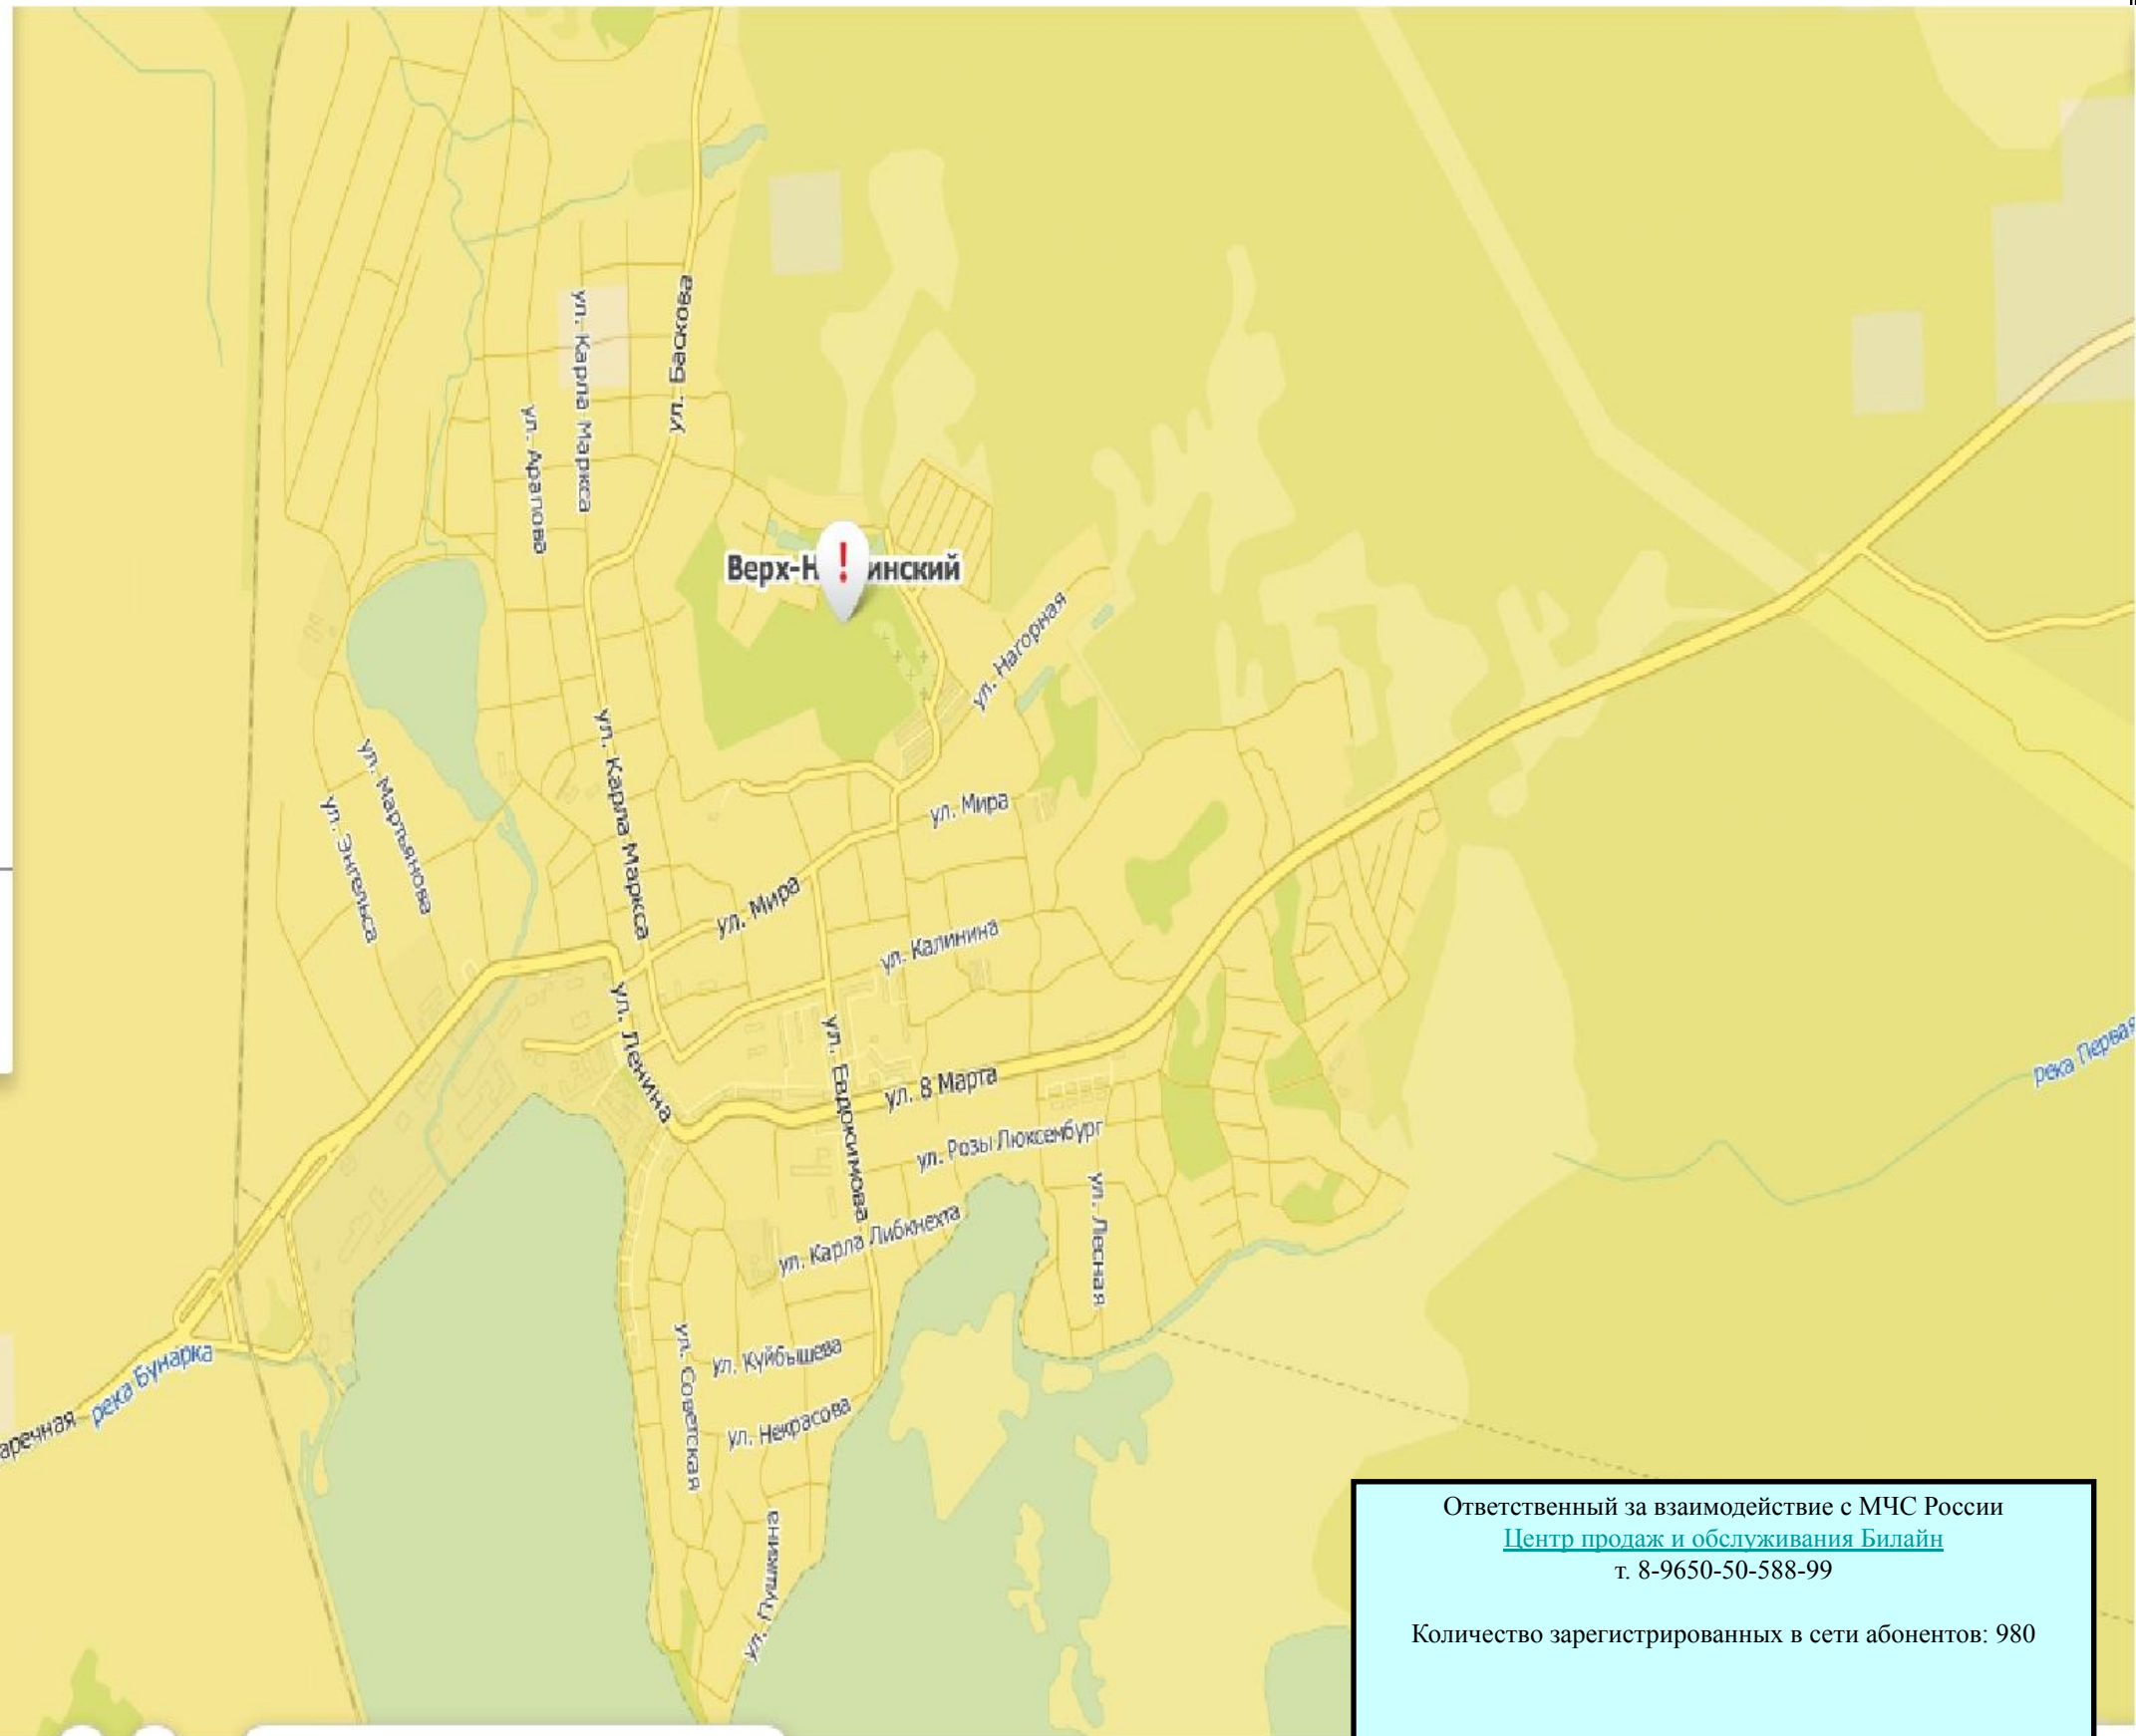 ул. Баскова
ул. Карла Маркса
ул. Арапова
Верх-Н ! инский
ул. Нагорная
ул. Карла Маркса
ул. Мартьянова
ул. Энгельса
ул. Мира
ул. Мира
ул. Калинина
ул. Ленина
ул. Евдокимова
ул. 8 Марта
река Первая
ул. Розы Люксембург
ул. Лесная
ул. Карла Либкнехта
ул. Советская
ул. Куйбышева
река Бунарка
аречная
ул. Некрасова
ул. Пушкина
Ответственный за взаимодействие с МЧС России
Центр продаж и обслуживания Билайн
т. 8-9650-50-588-99
Количество зарегистрированных в сети абонентов: 980